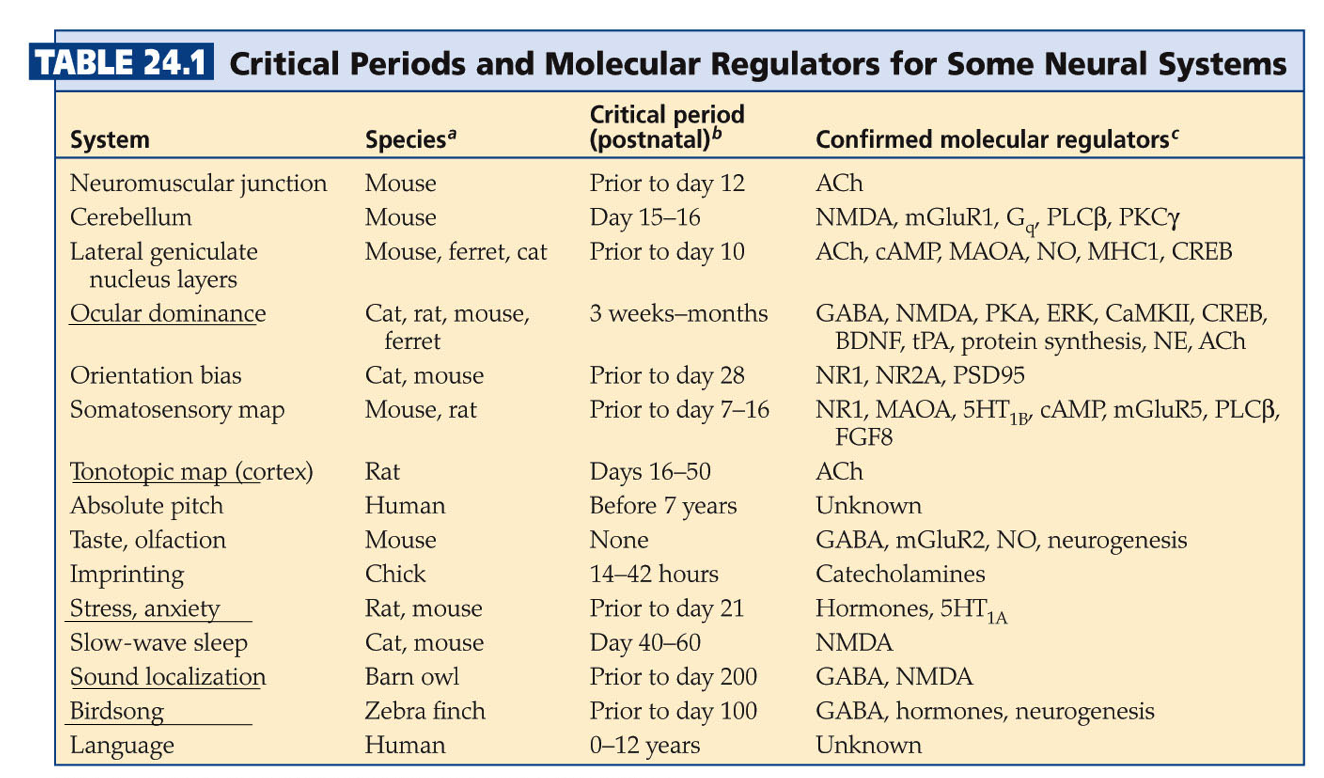 TABLE 24.1 Critical Periods and Molecular Regulators for Some Neural Systems
System Speciesᵃ Critical period (postnatal)ᵇ Confirmed molecular regulatorsᶜ
Neuromuscular junction Mouse Prior to day 12 ACh
Cerebellum Mouse Day 15–16 NMDA, mGluR1, Gq, PLCβ, PKCγ
Lateral geniculate Mouse, ferret, cat Prior to day 10 ACh, cAMP, MAOA, NO, MHC1, CREB
nucleus layers
Ocular dominance Cat, rat, mouse, 3 weeks–months GABA, NMDA, PKA, ERK, CaMKII, CREB,
ferret BDNF, tPA, protein synthesis, NE, ACh
Orientation bias Cat, mouse Prior to day 28 NR1, NR2A, PSD95
Somatosensory map Mouse, rat Prior to day 7–16 NR1, MAOA, 5HT1B, cAMP, mGluR5, PLCβ,
FGF8
Tonotopic map (cortex) Rat Days 16–50 ACh
Absolute pitch Human Before 7 years Unknown
Taste, olfaction Mouse None GABA, mGluR2, NO, neurogenesis
Imprinting Chick 14–42 hours Catecholamines
Stress, anxiety Rat, mouse Prior to day 21 Hormones, 5HT1A
Slow-wave sleep Cat, mouse Day 40–60 NMDA
Sound localization Barn owl Prior to day 200 GABA, NMDA
Birdsong Zebra finch Prior to day 100 GABA, hormones, neurogenesis
Language Human 0–12 years Unknown